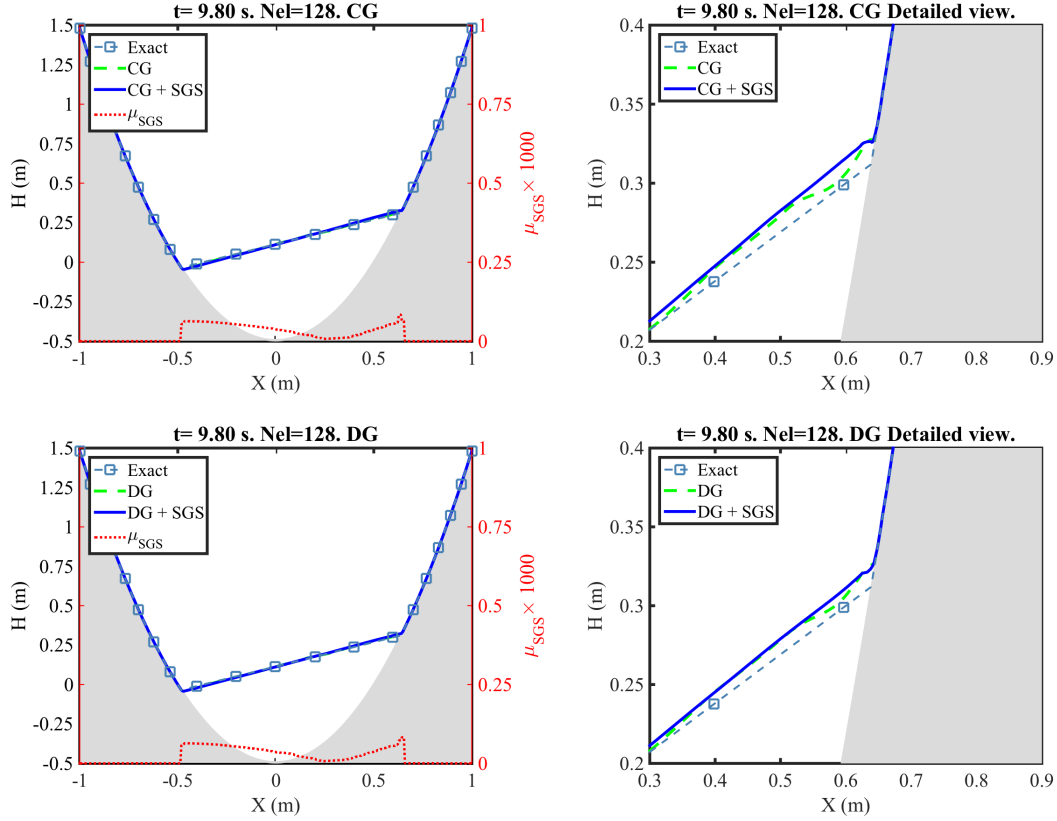 t= 9.80 s. Nel=128. CG
1.5
1.25
1
0.75
0.5
0.25
0
-0.25
-0.5
H (m)
Exact
CG
CG + SGS
μSGS
1
0.75
0.5
0.25
0
μSGS× 1000
-1
-0.5
0
0.5
1
X (m)
t= 9.80 s. Nel=128. CG Detailed view.
0.4
0.35
0.3
0.25
0.2
H (m)
Exact
CG
CG + SGS
0.3
0.4
0.5
0.6
0.7
0.8
0.9
X (m)
t= 9.80 s. Nel=128. DG
1.5
1.25
1
0.75
0.5
0.25
0
-0.25
-0.5
H (m)
Exact
DG
DG + SGS
μSGS
1
0.75
0.5
0.25
0
μSGS× 1000
-1
-0.5
0
0.5
1
X (m)
t= 9.80 s. Nel=128. DG Detailed view.
0.4
0.35
0.3
0.25
0.2
H (m)
Exact
DG
DG + SGS
0.3
0.4
0.5
0.6
0.7
0.8
0.9
X (m)